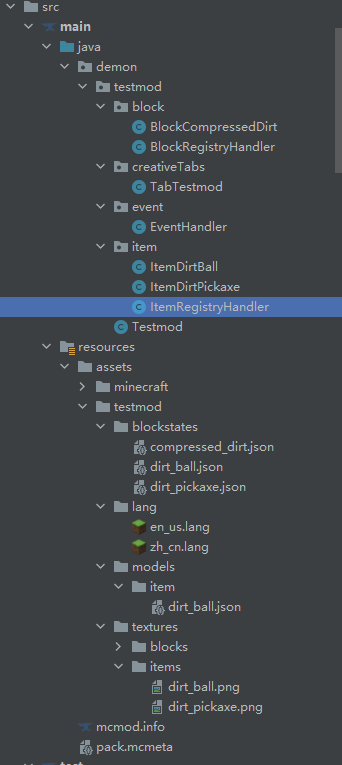 src
main
java
demon
testmod
block
BlockCompressedDirt
BlockRegistryHandler
creativeTabs
TabTestmod
event
EventHandler
item
ItemDirtBall
ItemDirtPickaxe
ItemRegistryHandler
Testmod
resources
assets
minecraft
testmod
blockstates
compressed_dirt.json
dirt_ball.json
dirt_pickaxe.json
lang
en_us.lang
zh_cn.lang
models
item
dirt_ball.json
textures
blocks
items
dirt_ball.png
dirt_pickaxe.png
mcmod.info
pack.mcmeta
test